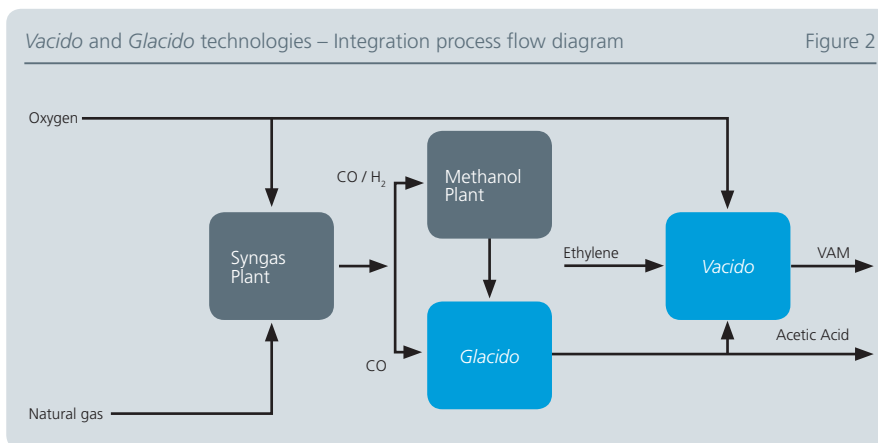 Vacido and Glacido technologies – Integration process flow diagram
Figure 2
Oxygen
CO / H₂
Methanol
Plant
Syngas
Plant
Ethylene
Vacido
VAM
Acetic Acid
Glacido
CO
Natural gas